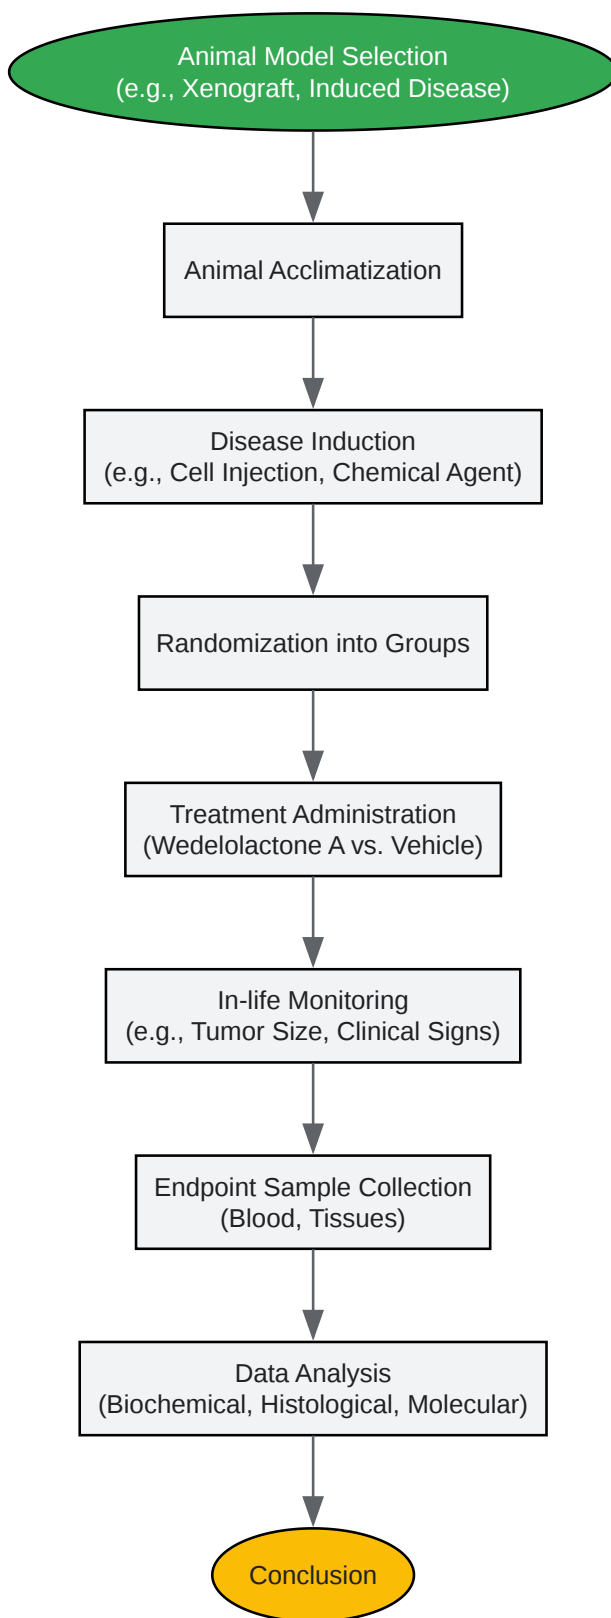 Animal Model Selection
(e.g., Xenograft, Induced Disease)
Animal Acclimatization
Disease Induction
(e.g., Cell Injection, Chemical Agent)
Randomization into Groups
Treatment Administration
(Wedelolactone A vs. Vehicle)
In-life Monitoring
(e.g., Tumor Size, Clinical Signs)
Endpoint Sample Collection
(Blood, Tissues)
Data Analysis
(Biochemical, Histological, Molecular)
Conclusion